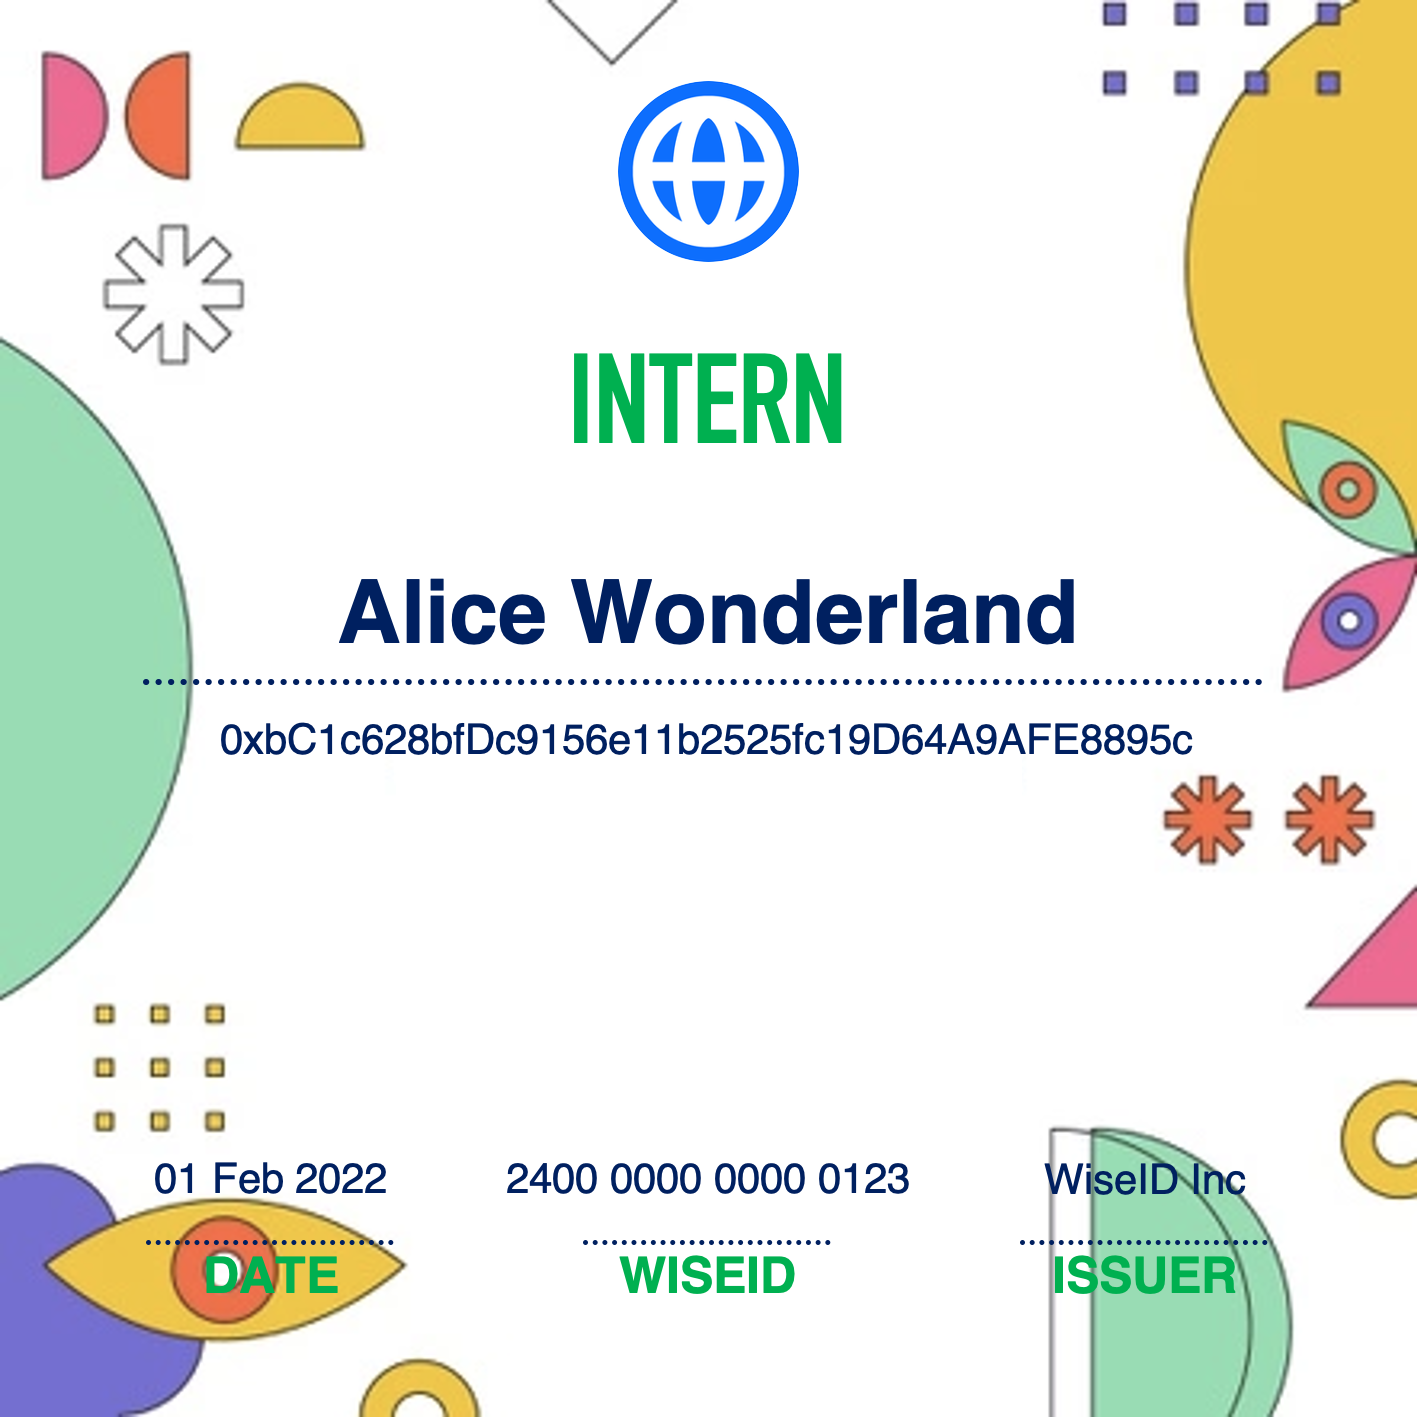 INTERN
Alice Wonderland
0xbC1c628bfDc9156e11b2525fc19D64A9AFE8895c
01 Feb 2022
2400 0000 0000 0123
WiseID Inc
DATE
WISEID
ISSUER